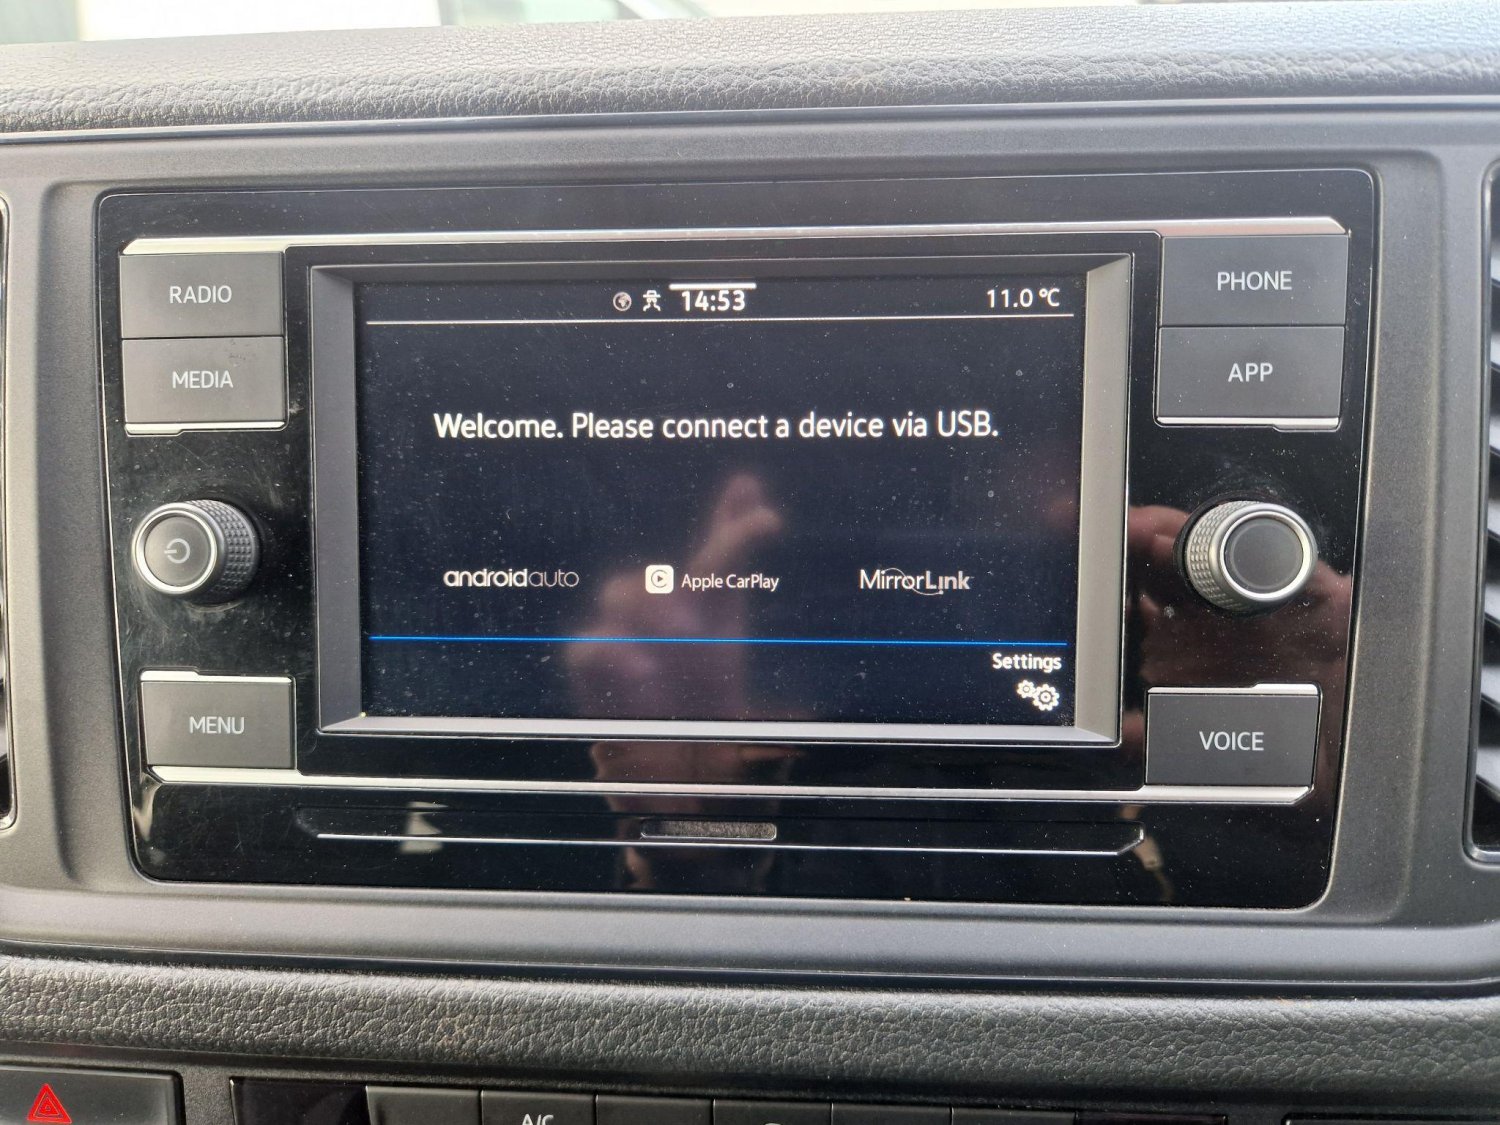 RADIO
MEDIA
14:53
11.0 °C
PHONE
APP
Welcome. Please connect a device via USB.
androidauto
Apple CarPlay
MirrorLink
Settings
MENU
VOICE
A/C